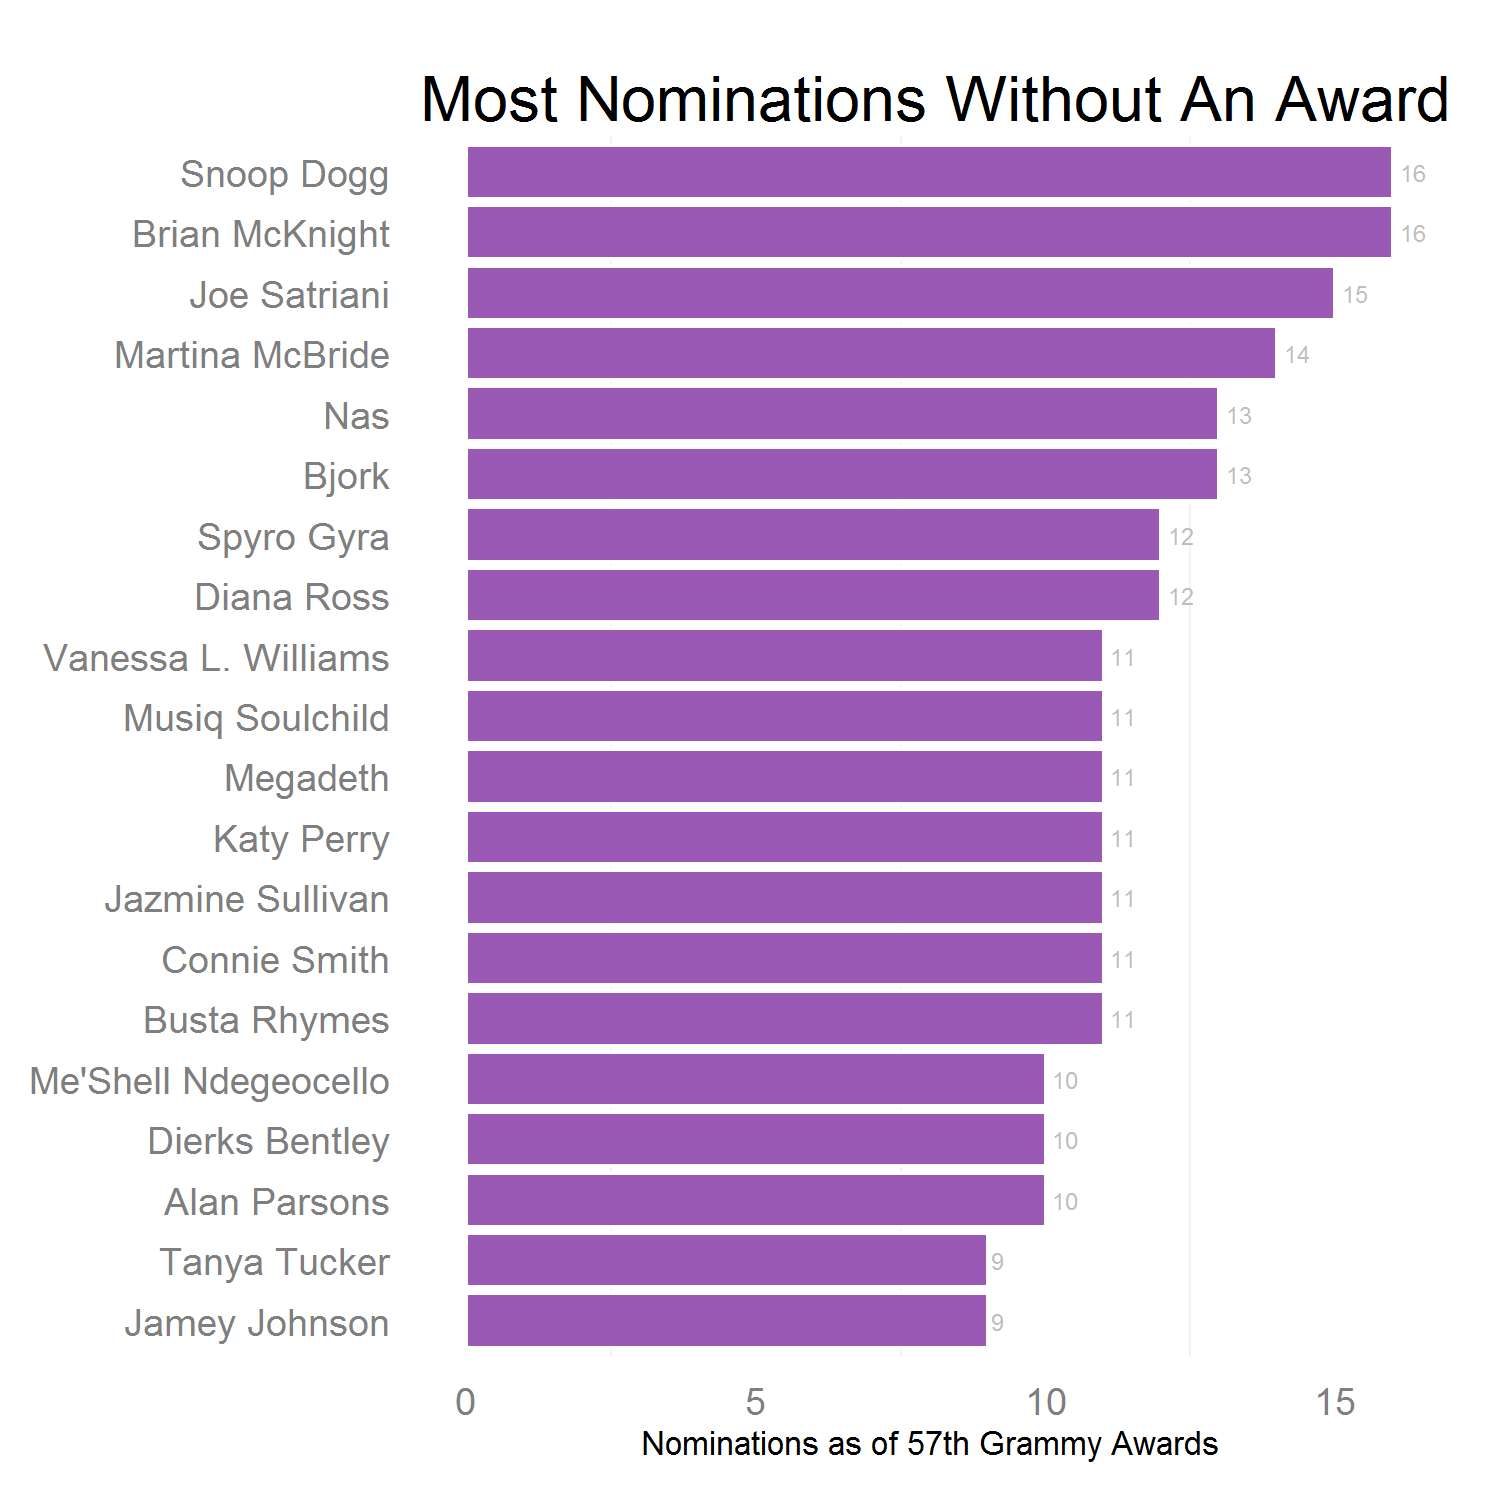 Most Nominations Without An Award
Snoop Dogg 16
Brian McKnight 16
Joe Satriani 15
Martina McBride 14
Nas 13
Bjork 13
Spyro Gyra 12
Diana Ross 12
Vanessa L. Williams 11
Musiq Soulchild 11
Megadeth 11
Katy Perry 11
Jazmine Sullivan 11
Connie Smith 11
Busta Rhymes 11
Me'Shell Ndegeocello 10
Dierks Bentley 10
Alan Parsons 10
Tanya Tucker 9
Jamey Johnson 9
0 5 10 15
Nominations as of 57th Grammy Awards